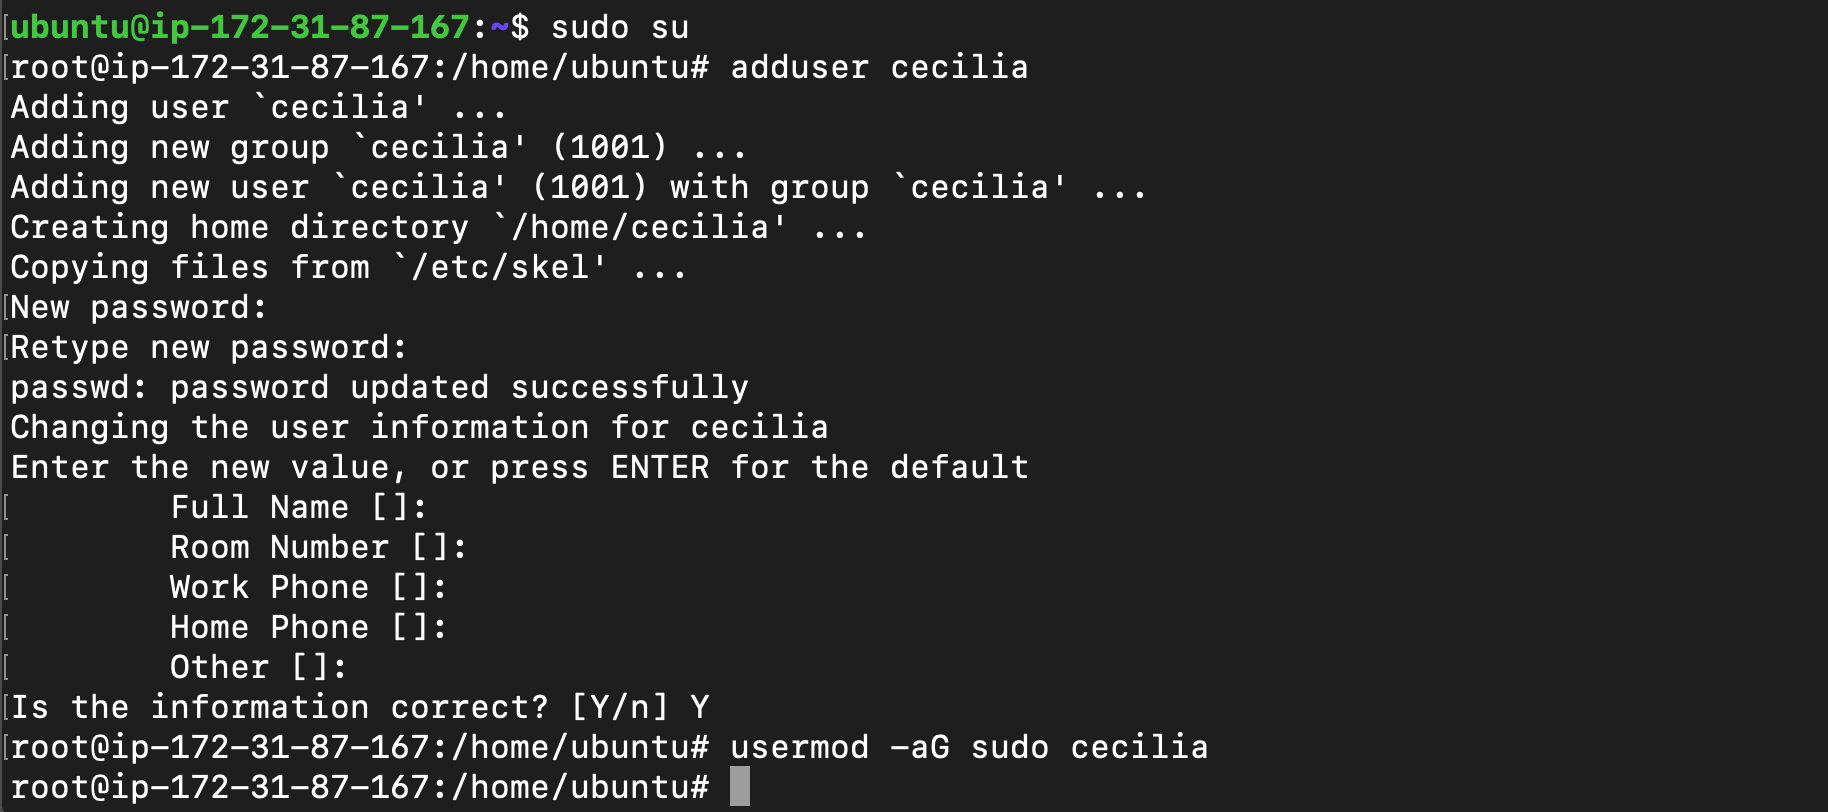 ubuntu@ip-172-31-87-167:~$ sudo su
root@ip-172-31-87-167:/home/ubuntu# adduser cecilia
Adding user `cecilia' ...
Adding new group `cecilia' (1001) ...
Adding new user `cecilia' (1001) with group `cecilia' ...
Creating home directory `/home/cecilia' ...
Copying files from `/etc/skel' ...
New password:
Retype new password:
passwd: password updated successfully
Changing the user information for cecilia
Enter the new value, or press ENTER for the default
Full Name []:
Room Number []:
Work Phone []:
Home Phone []:
Other []:
Is the information correct? [Y/n] Y
root@ip-172-31-87-167:/home/ubuntu# usermod -aG sudo cecilia
root@ip-172-31-87-167:/home/ubuntu#